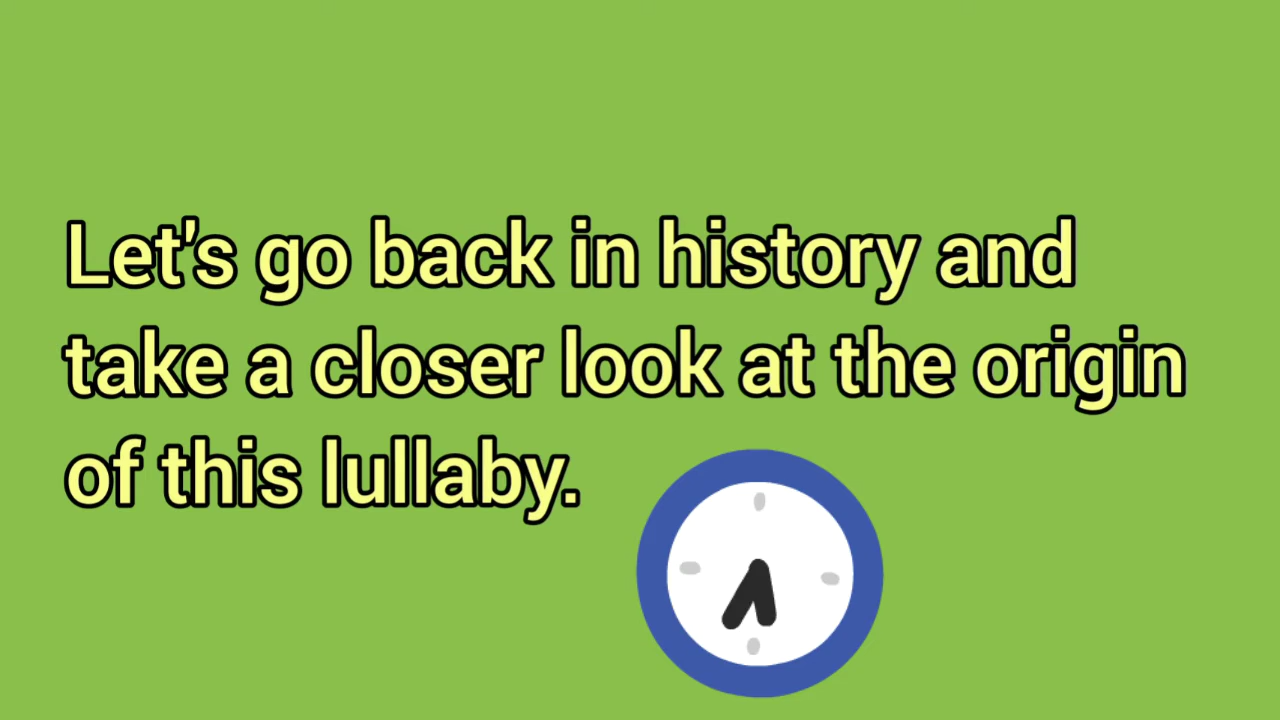 Let's go back in history and
take a closer look at the origin
of this lullaby.